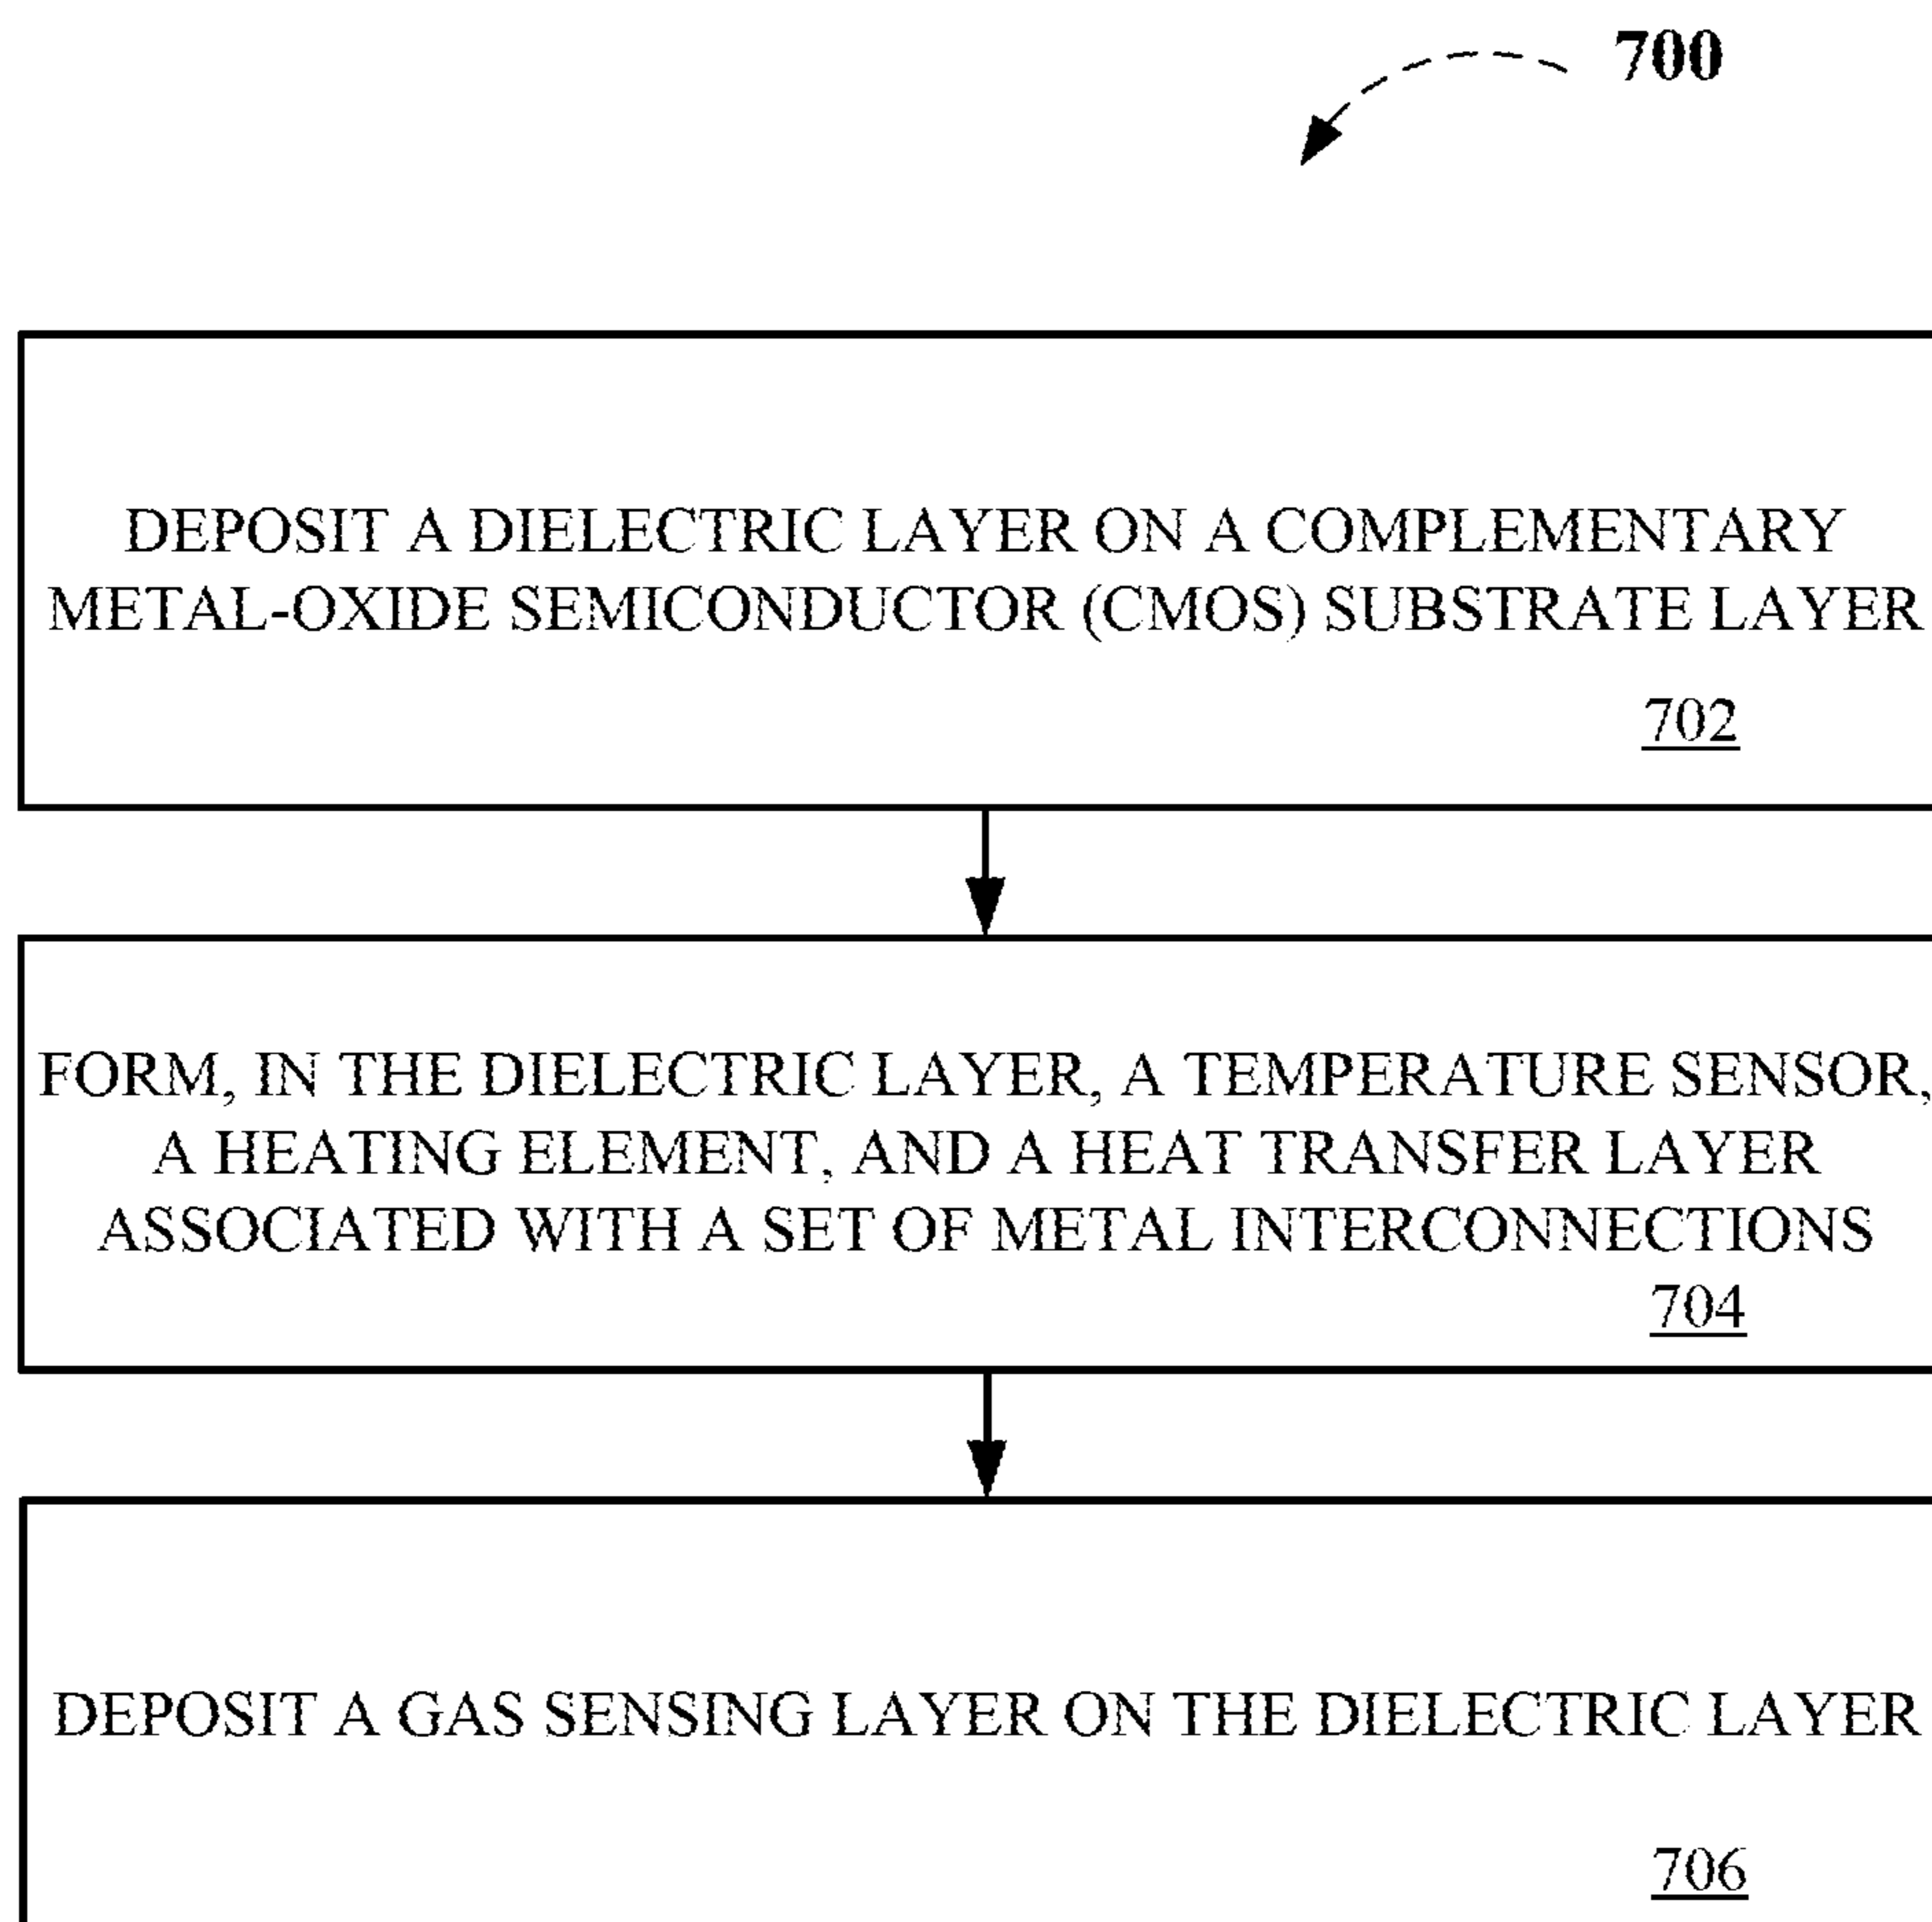 700
DEPOSIT A DIELECTRIC LAYER ON A COMPLEMENTARY
METAL-OXIDE SEMICONDUCTOR (CMOS) SUBSTRATE LAYER
702
FORM, IN THE DIELECTRIC LAYER, A TEMPERATURE SENSOR,
A HEATING ELEMENT, AND A HEAT TRANSFER LAYER
ASSOCIATED WITH A SET OF METAL INTERCONNECTIONS
704
DEPOSIT A GAS SENSING LAYER ON THE DIELECTRIC LAYER
706